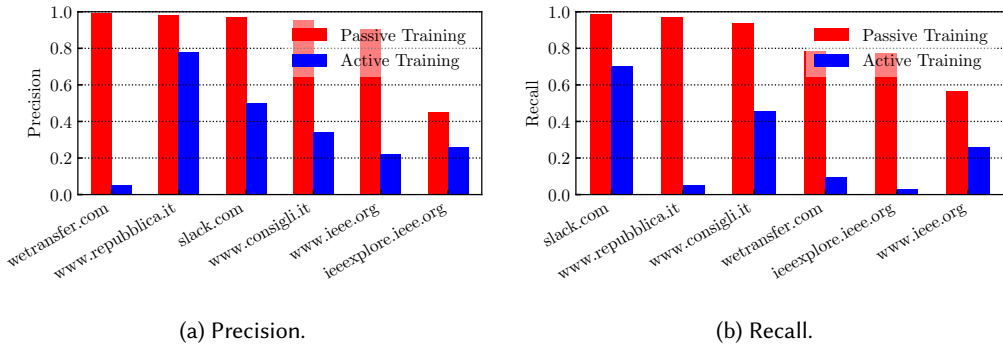 1.0
0.8
0.6
0.4
0.2
0.0
Precision
Passive Training
Active Training
wetransfer.com
www.repubblica.it
slack.com
www.consigli.it
www.ieee.org
ieeexplore.ieee.org
(a) Precision.
1.0
0.8
0.6
0.4
0.2
0.0
Recall
Passive Training
Active Training
slack.com
www.repubblica.it
www.consigli.it
wetransfer.com
ieeexplore.ieee.org
www.ieee.org
(b) Recall.